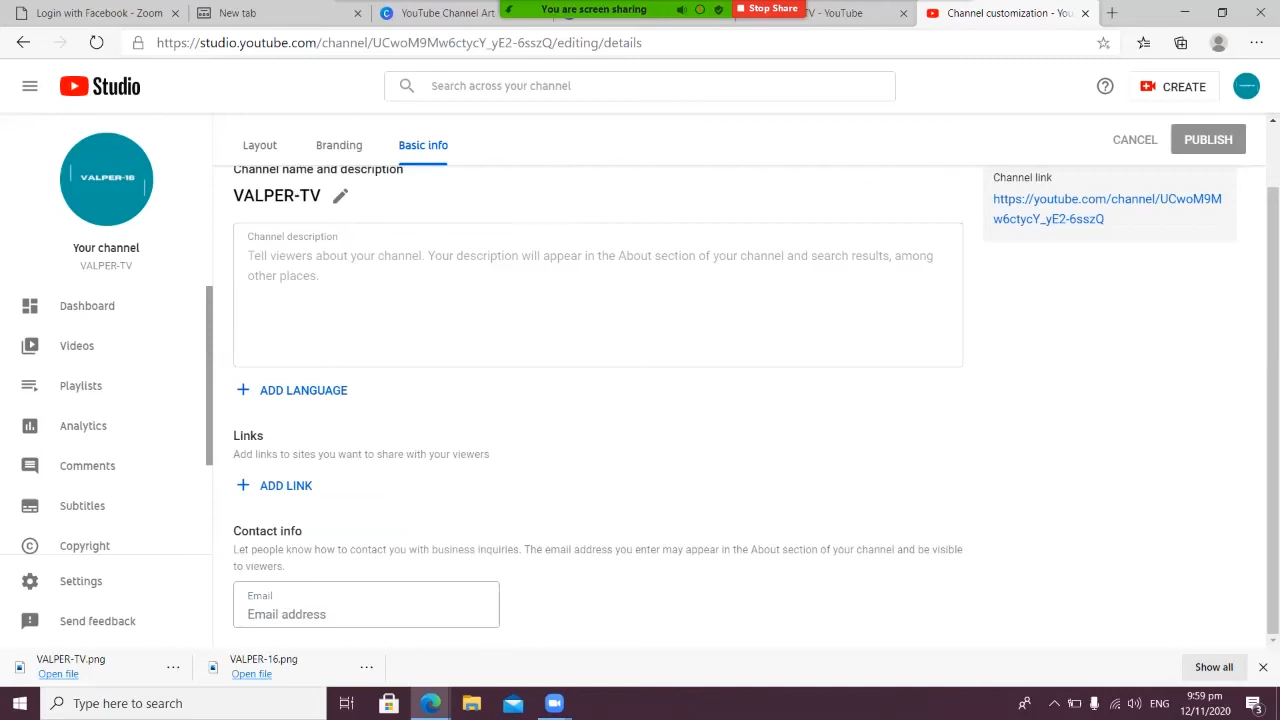 Living with Pardox - Zoom
New tab
YouTube Channel Art
You are screen sharing
Stop Share
TV - YouTube
Channel customization - You
https://studio.youtube.com/channel/UCwoM9Mw6ctycY_yE2-6sszQ/editing/details
Studio
Search across your channel
CREATE
Layout
Branding
Basic info
CANCEL
PUBLISH
VALPER-16
Your channel
VALPER-TV
Dashboard
Videos
Playlists
Analytics
Comments
Subtitles
Copyright
Settings
Send feedback
Channel name and description
VALPER-TV
Channel description
Tell viewers about your channel. Your description will appear in the About section of your channel and search results, among
other places.
ADD LANGUAGE
Links
Add links to sites you want to share with your viewers
ADD LINK
Contact info
Let people know how to contact you with business inquiries. The email address you enter may appear in the About section of your channel and be visible
to viewers.
Email
Email address
Channel link
https://youtube.com/channel/UCwoM9M
w6ctycY_yE2-6sszQ
VALPER-TV.png
Open file
VALPER-16.png
Open file
Show all
Type here to search
ENG
9:59 pm
12/11/2020
3